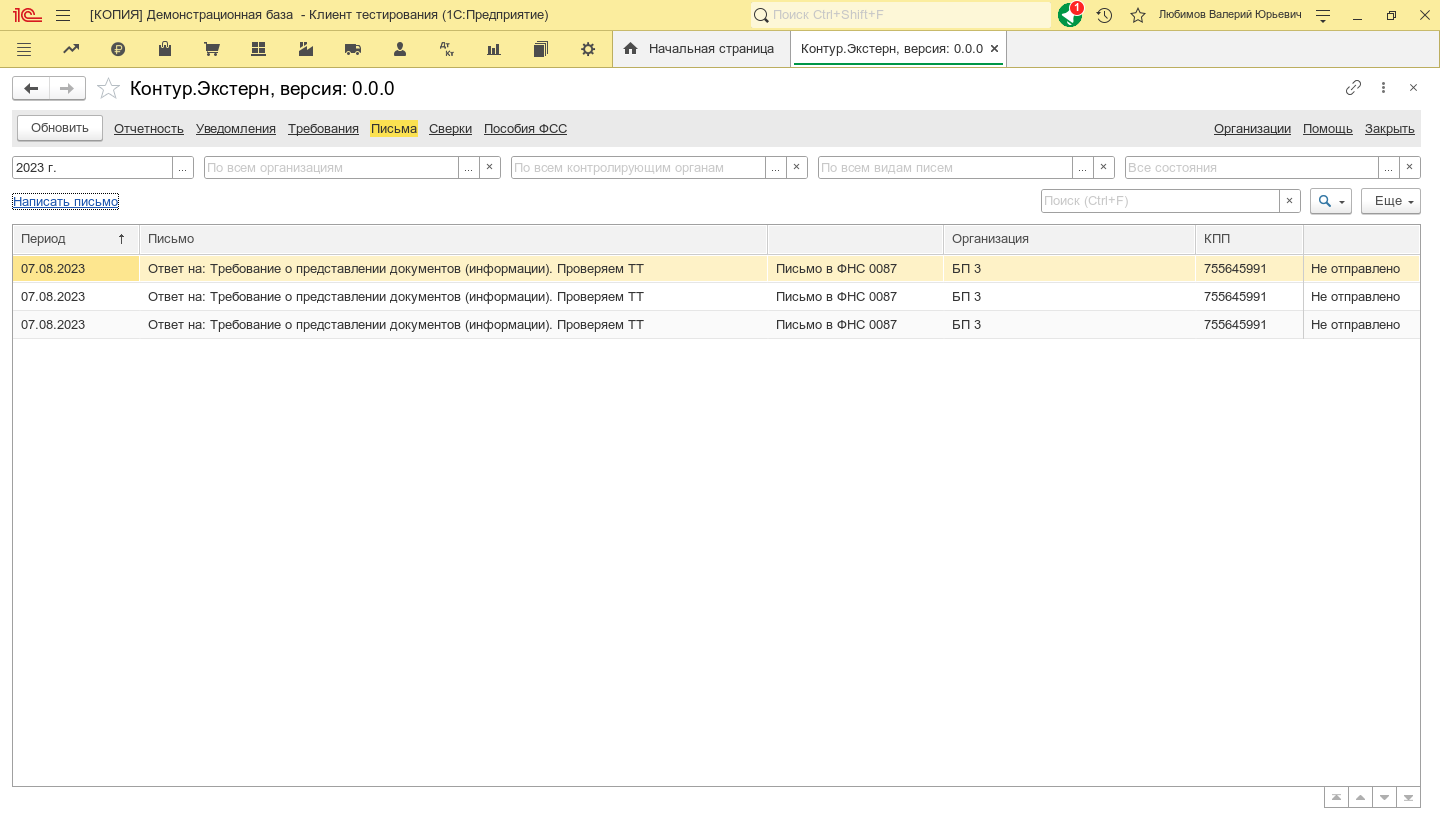 1С [КОПИЯ] Демонстрационная база - Клиент тестирования (1С:Предприятие) Поиск Ctrl+Shift+F 1 Любимов Валерий Юрьевич
Дт Кт Начальная страница Контур.Экстерн, версия: 0.0.0 ×
Контур.Экстерн, версия: 0.0.0
Обновить Отчетность Уведомления Требования Письма Сверки Пособия ФСС Организации Помощь Закрыть
2023 г. ... По всем организациям ... × По всем контролирующим органам ... × По всем видам писем ... × Все состояния ... ×
Написать письмо Поиск (Ctrl+F) × Еще
Период ↑ Письмо Организация КПП
07.08.2023 Ответ на: Требование о представлении документов (информации). Проверяем ТТ Письмо в ФНС 0087 БП 3 755645991 Не отправлено
07.08.2023 Ответ на: Требование о представлении документов (информации). Проверяем ТТ Письмо в ФНС 0087 БП 3 755645991 Не отправлено
07.08.2023 Ответ на: Требование о представлении документов (информации). Проверяем ТТ Письмо в ФНС 0087 БП 3 755645991 Не отправлено